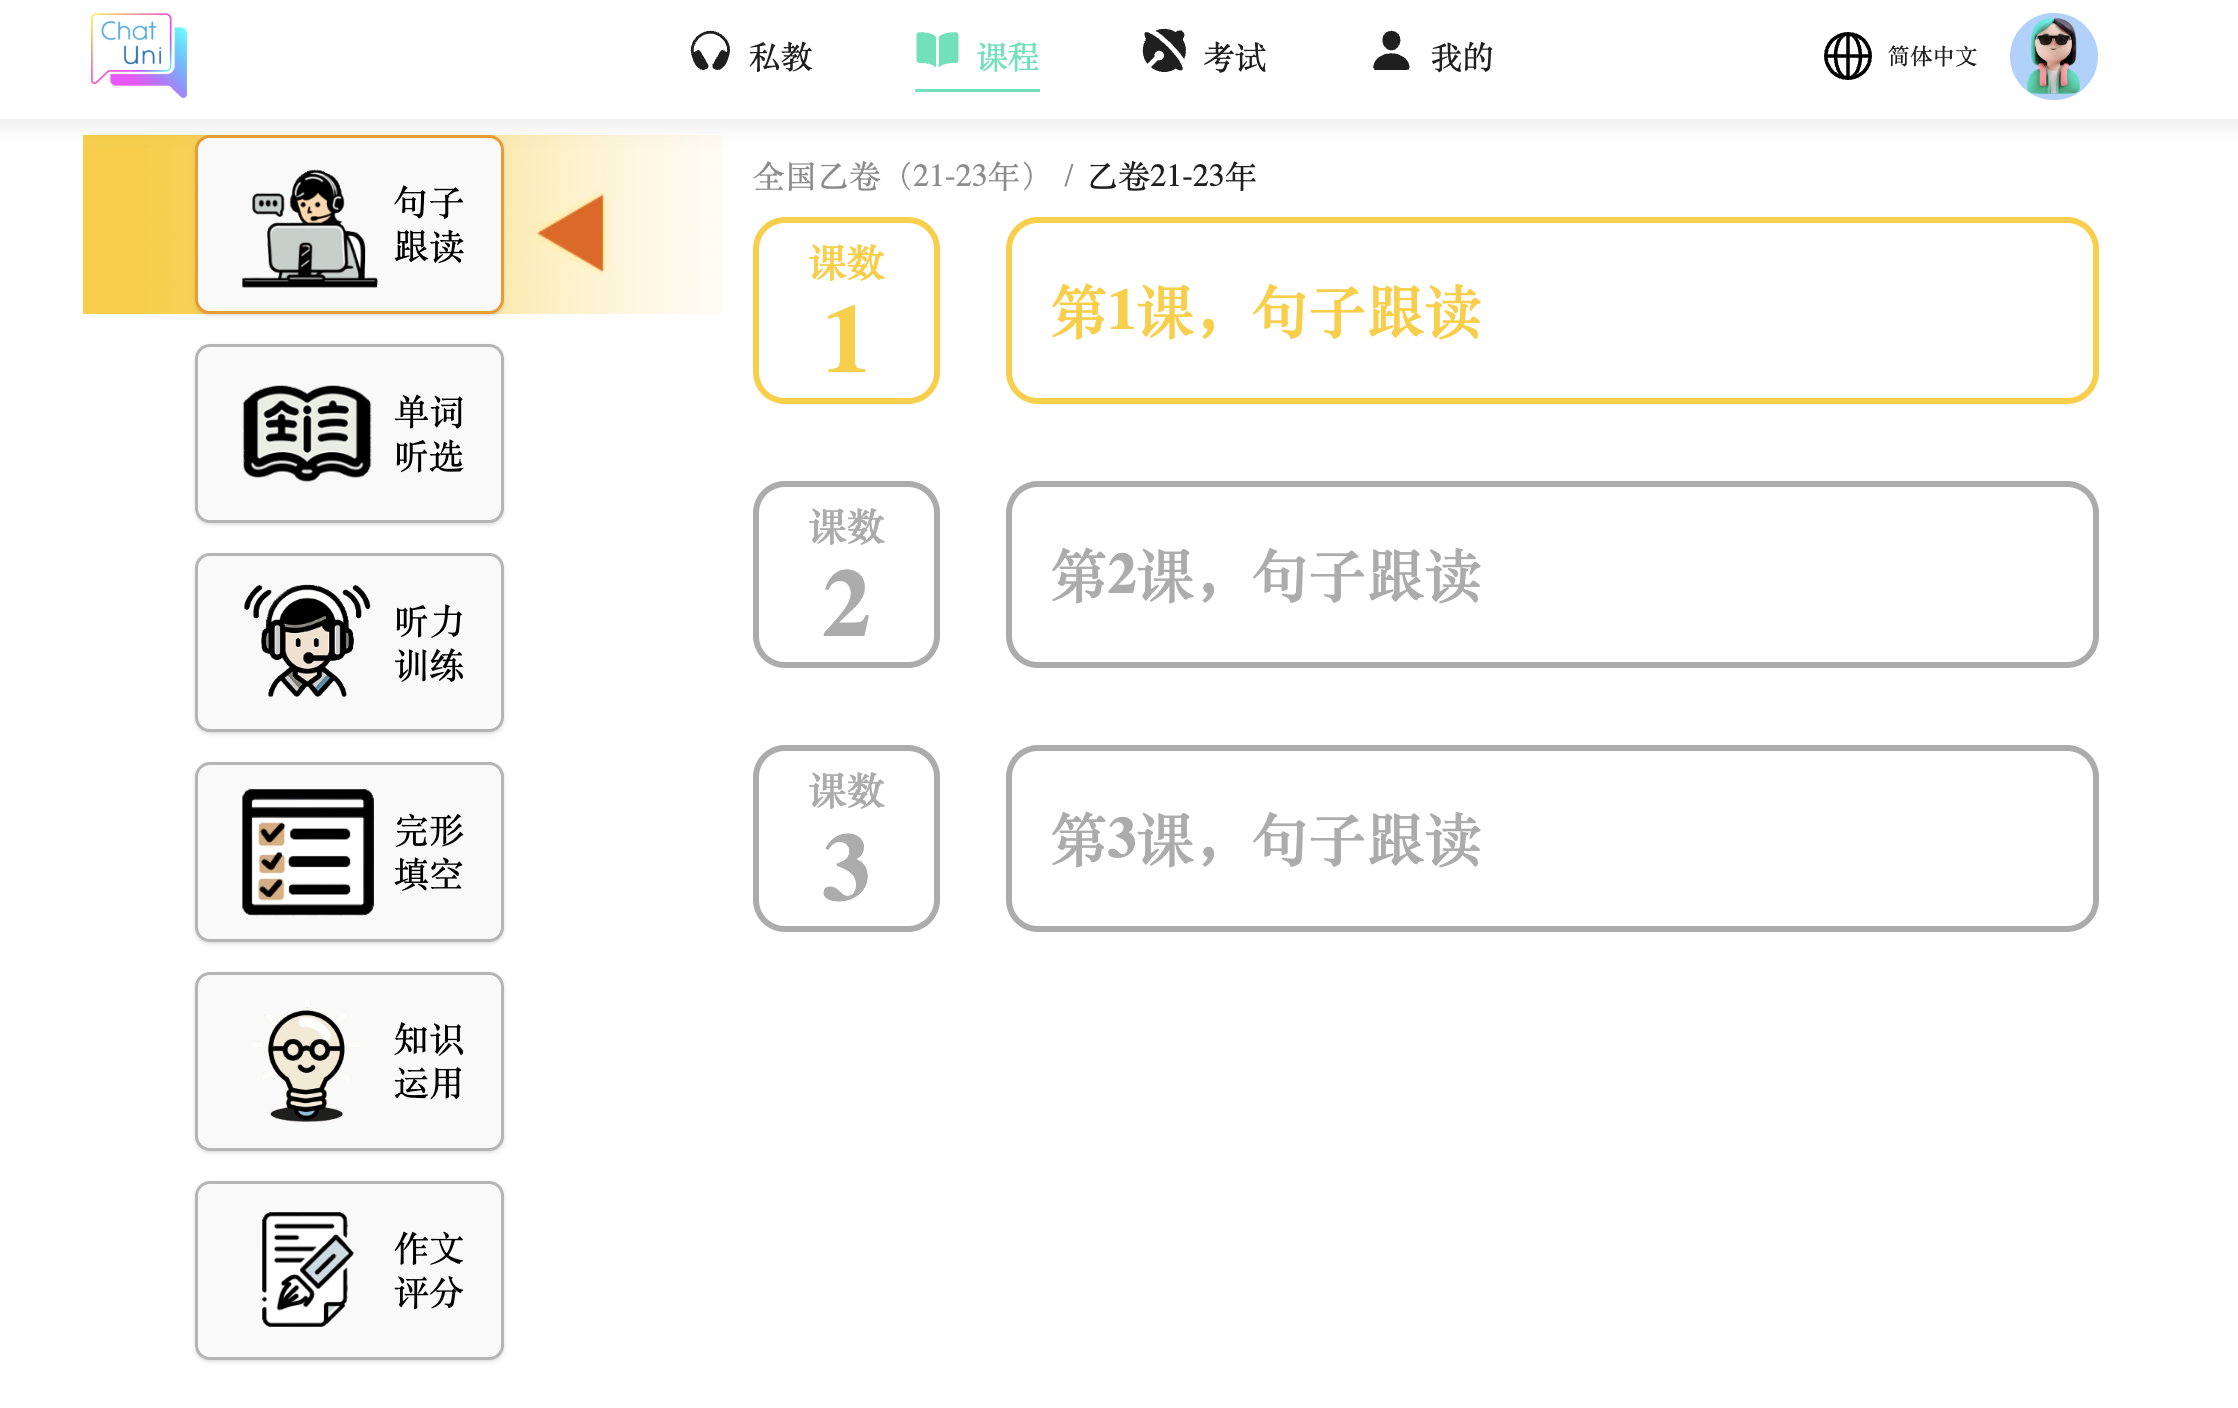 Chat
Uni
私教
课程
考试
我的
简体中文
句子
跟读
单词
听选
听力
训练
完形
填空
知识
运用
作文
评分
全国乙卷（21-23年） / 乙卷21-23年
课数
1
第1课，句子跟读
课数
2
第2课，句子跟读
课数
3
第3课，句子跟读